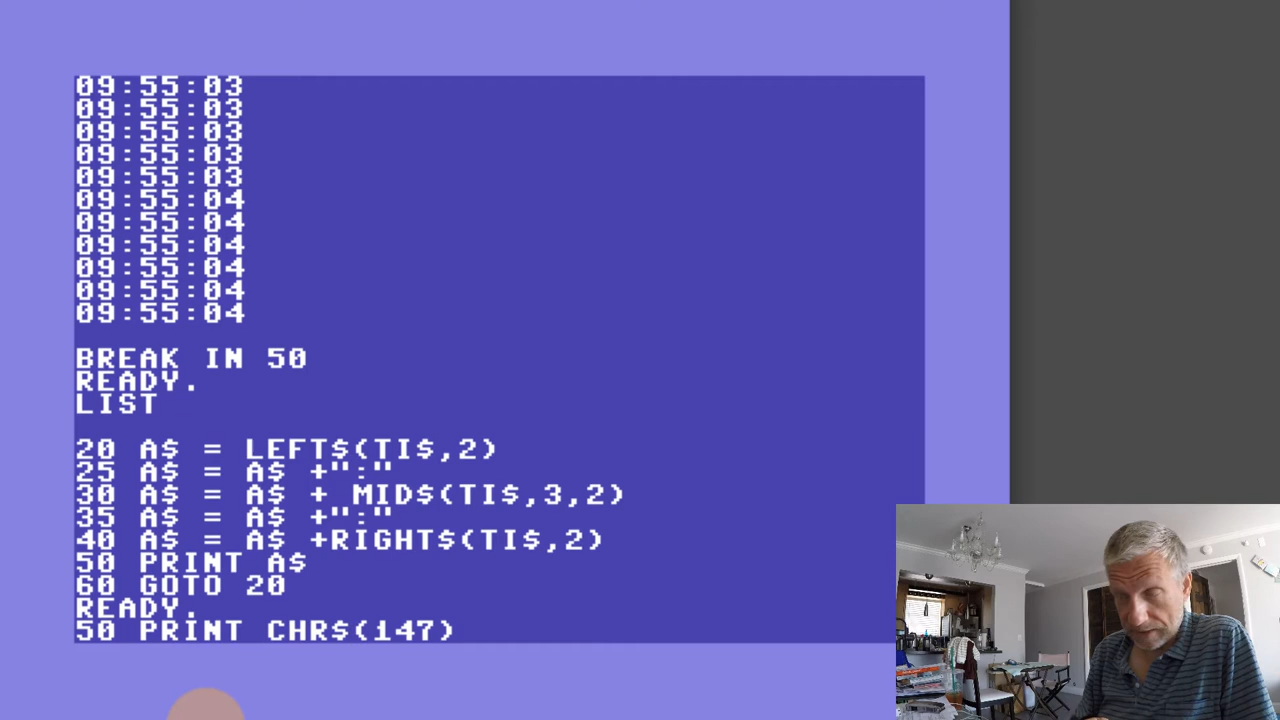 09:55:03
09:55:03
09:55:03
09:55:03
09:55:03
09:55:04
09:55:04
09:55:04
09:55:04
09:55:04
09:55:04
BREAK IN 50
READY.
LIST
20 A$ = LEFT$(TI$,2)
25 A$ = A$ +":"
30 A$ = A$ + MID$(TI$,3,2)
35 A$ = A$ +":"
40 A$ = A$ +RIGHT$(TI$,2)
50 PRINT A$
60 GOTO 20
READY.
50 PRINT CHR$(147)